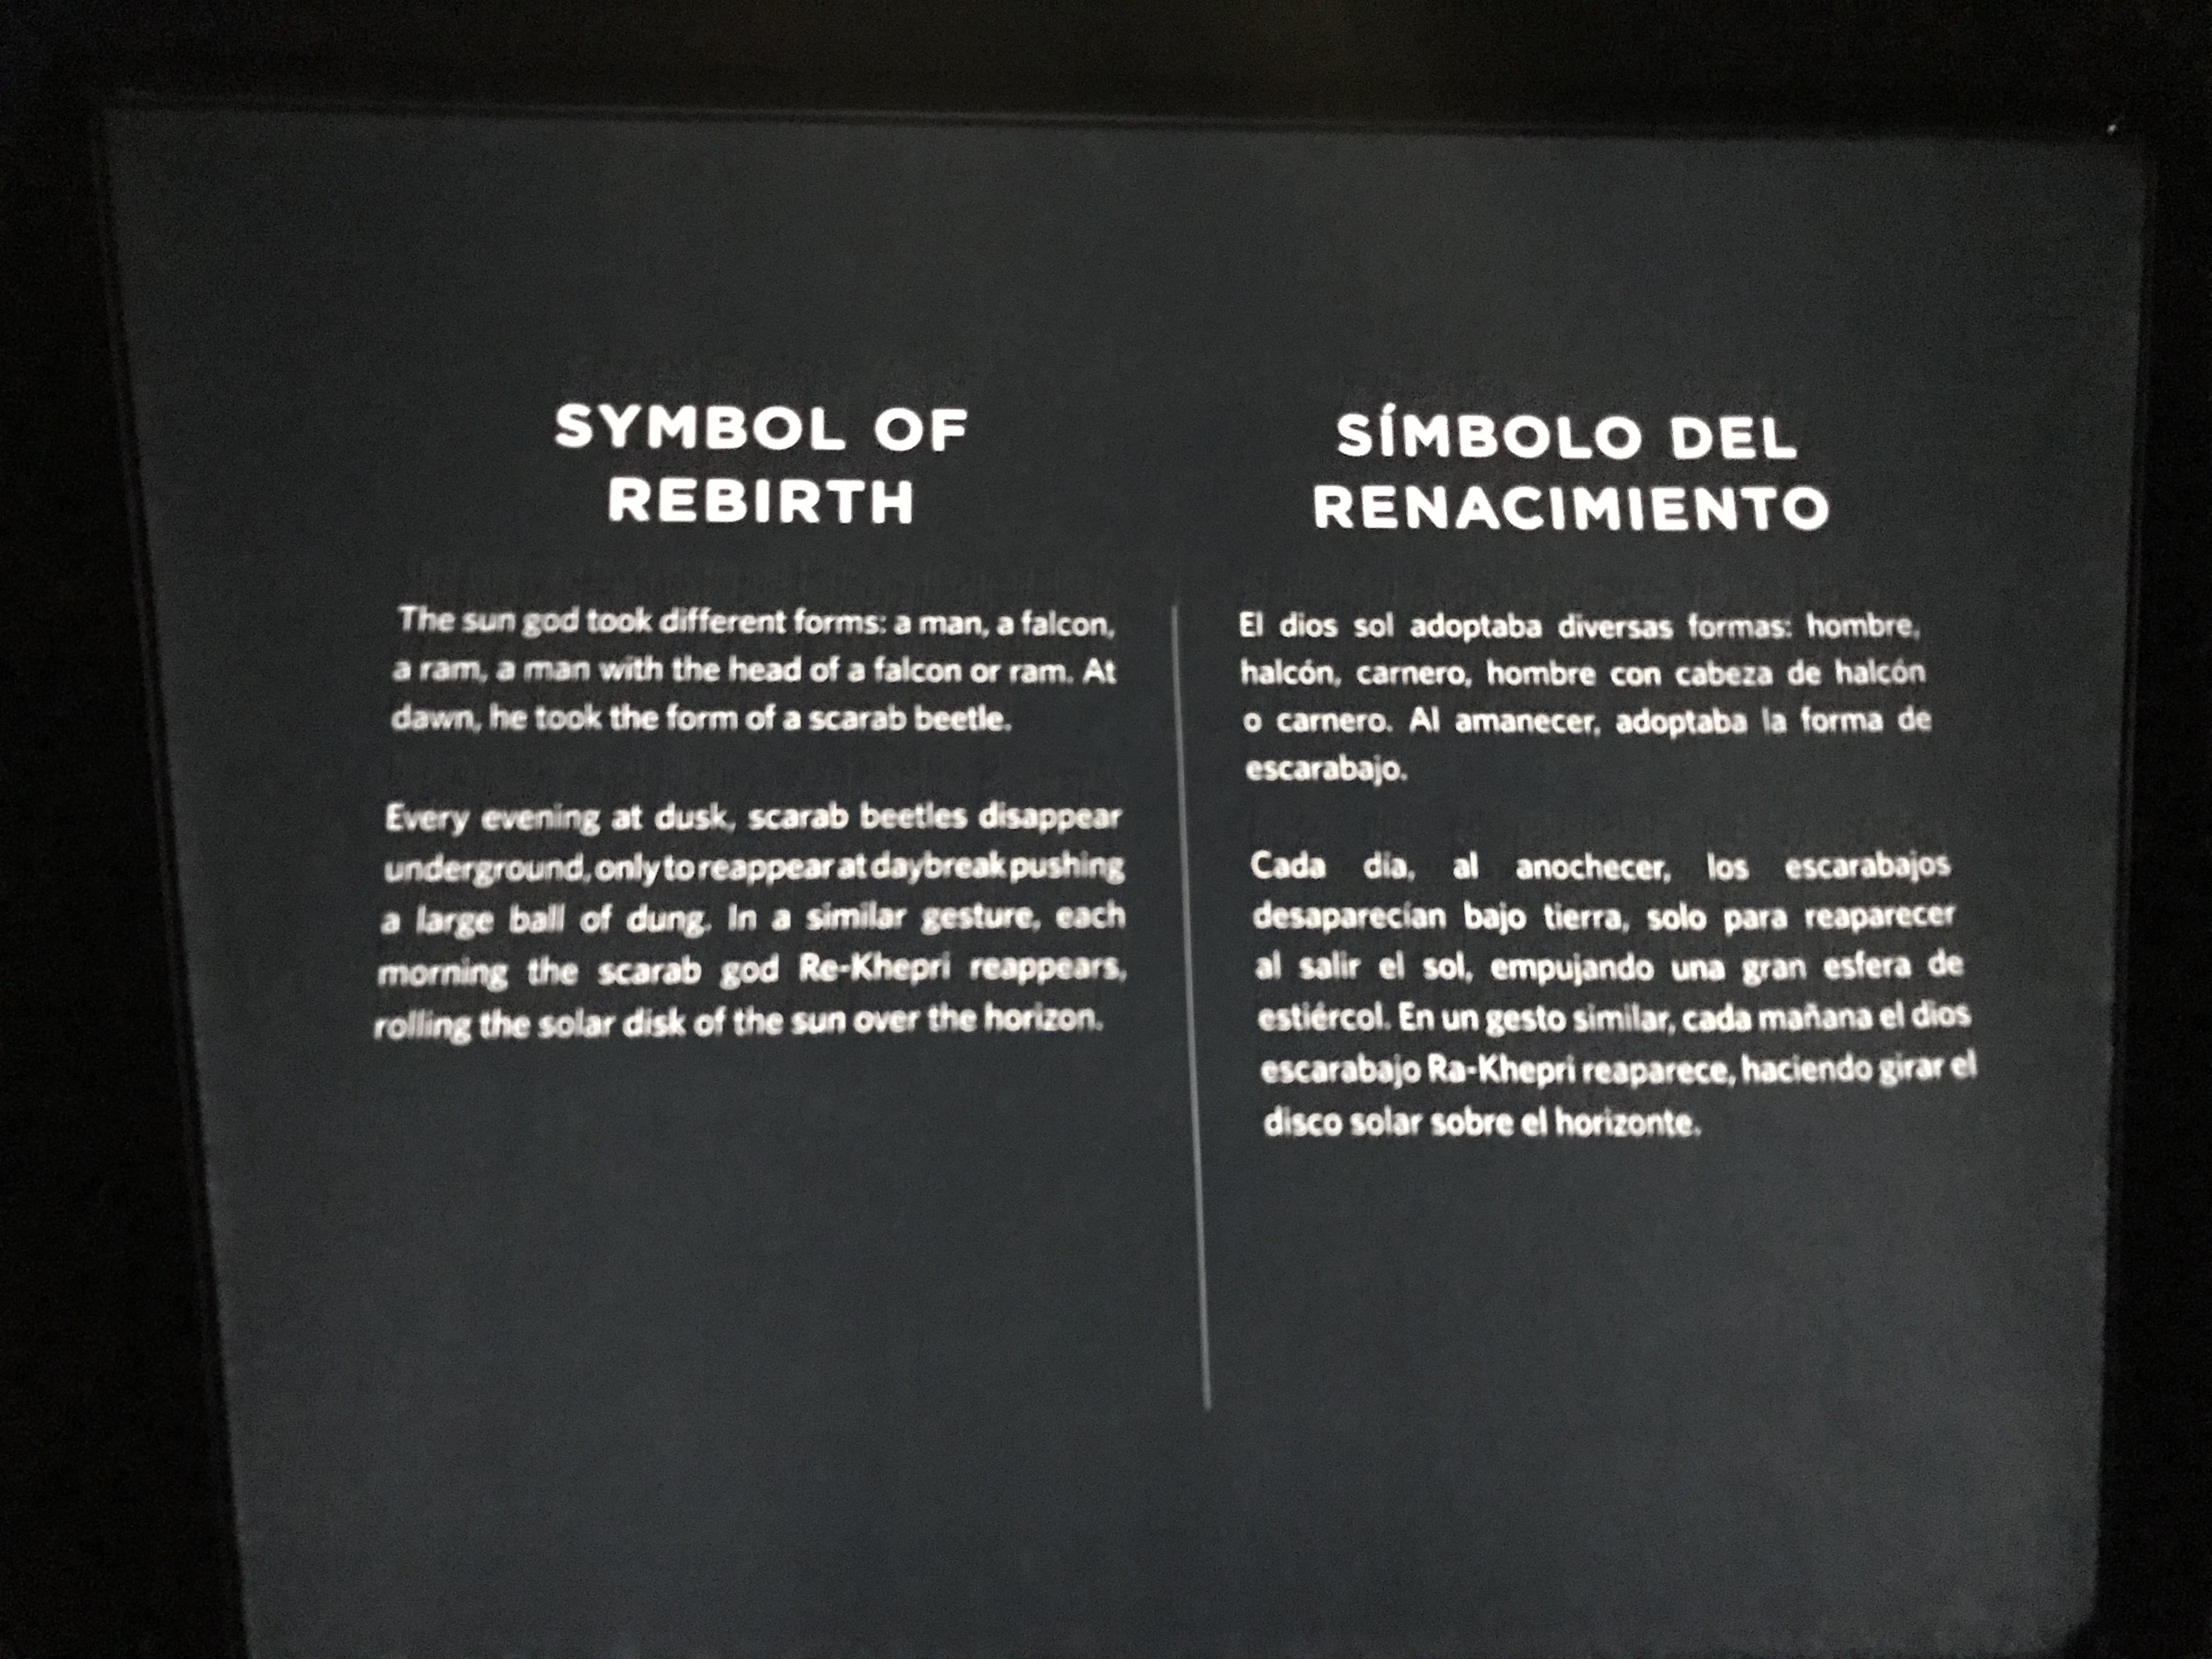 SYMBOL OF
REBIRTH
The sun god took different forms: a man, a falcon,
a ram, a man with the head of a falcon or ram. At
dawn, he took the form of a scarab beetle.
Every evening at dusk, scarab beetles disappear
underground, only to reappear at daybreak pushing
a large ball of dung. In a similar gesture, each
morning the scarab god Re-Khepri reappears,
rolling the solar disk of the sun over the horizon.
SÍMBOLO DEL
RENACIMIENTO
El dios sol adoptaba diversas formas: hombre,
halcón, carnero, hombre con cabeza de halcón
o carnero. Al amanecer, adoptaba la forma de
escarabajo.
Cada día, al anochecer, los escarabajos
desaparecían bajo tierra, solo para reaparecer
al salir el sol, empujando una gran esfera de
estiércol. En un gesto similar, cada mañana el dios
escarabajo Ra-Khepri reaparece, haciendo girar el
disco solar sobre el horizonte.